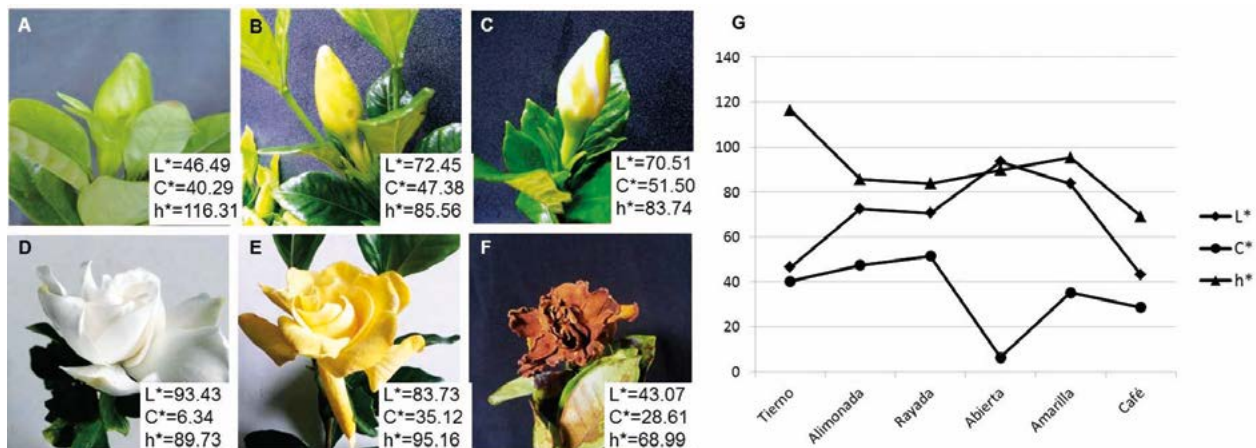 A
L*=46.49
C*=40.29
h*=116.31
B
L*=72.45
C*=47.38
h*=85.56
C
L*=70.51
C*=51.50
h*=83.74
D
L*=93.43
C*=6.34
h*=89.73
E
L*=83.73
C*=35.12
h*=95.16
F
L*=43.07
C*=28.61
h*=68.99
G
140
120
100
80
60
40
20
0
Tierno
Alimonada
Rayada
Abierta
Amarilla
Café
L*
C*
h*